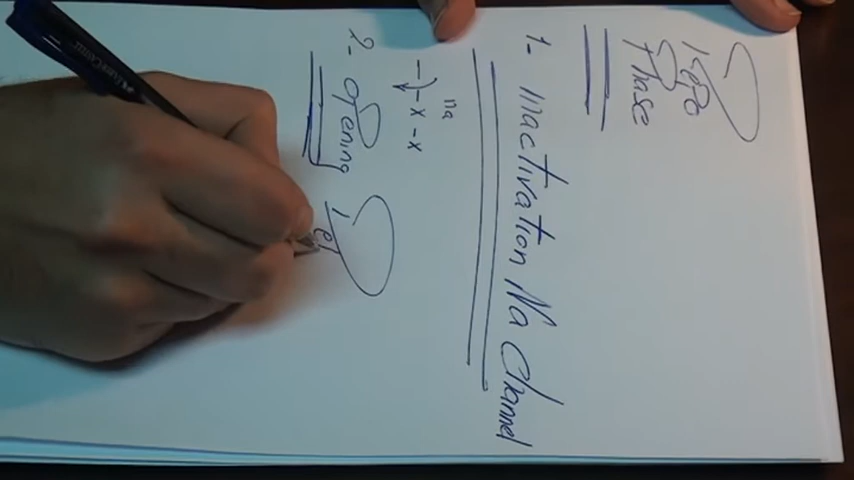 Repo
Phase
1- Inactivation Na Channel
Na
-)-x-x
2- Opening